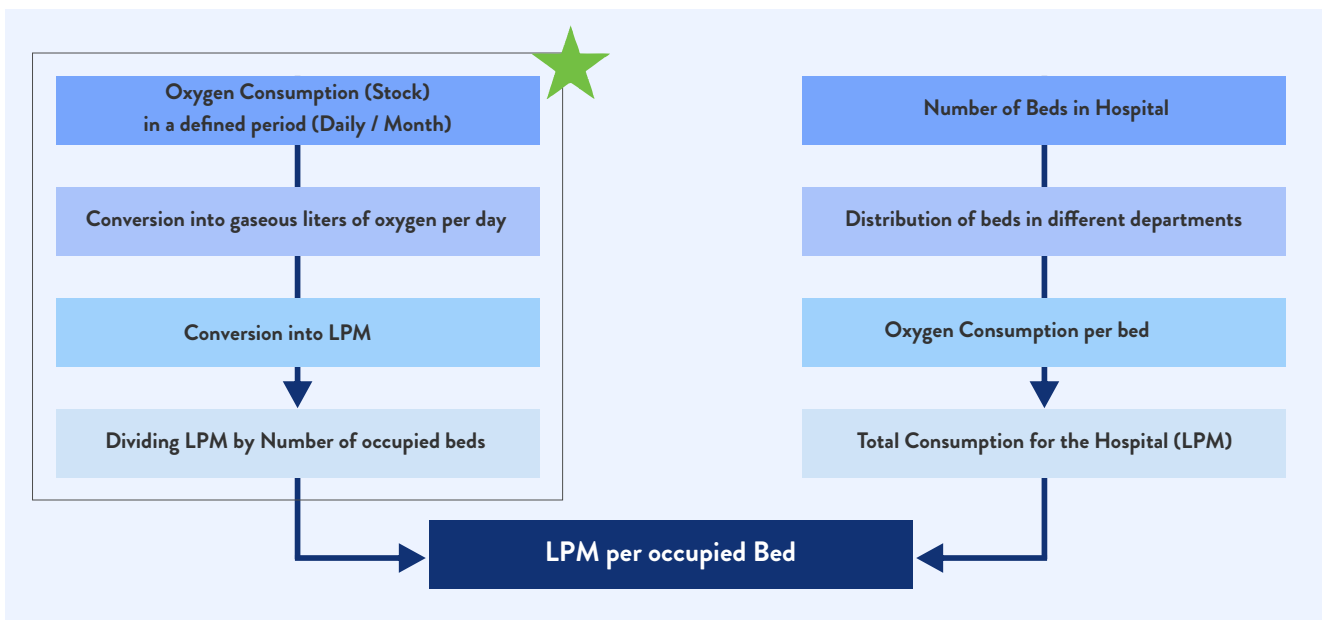 Oxygen Consumption (Stock)
in a defined period (Daily / Month)
Conversion into gaseous liters of oxygen per day
Conversion into LPM
Dividing LPM by Number of occupied beds
Number of Beds in Hospital
Distribution of beds in different departments
Oxygen Consumption per bed
Total Consumption for the Hospital (LPM)
LPM per occupied Bed